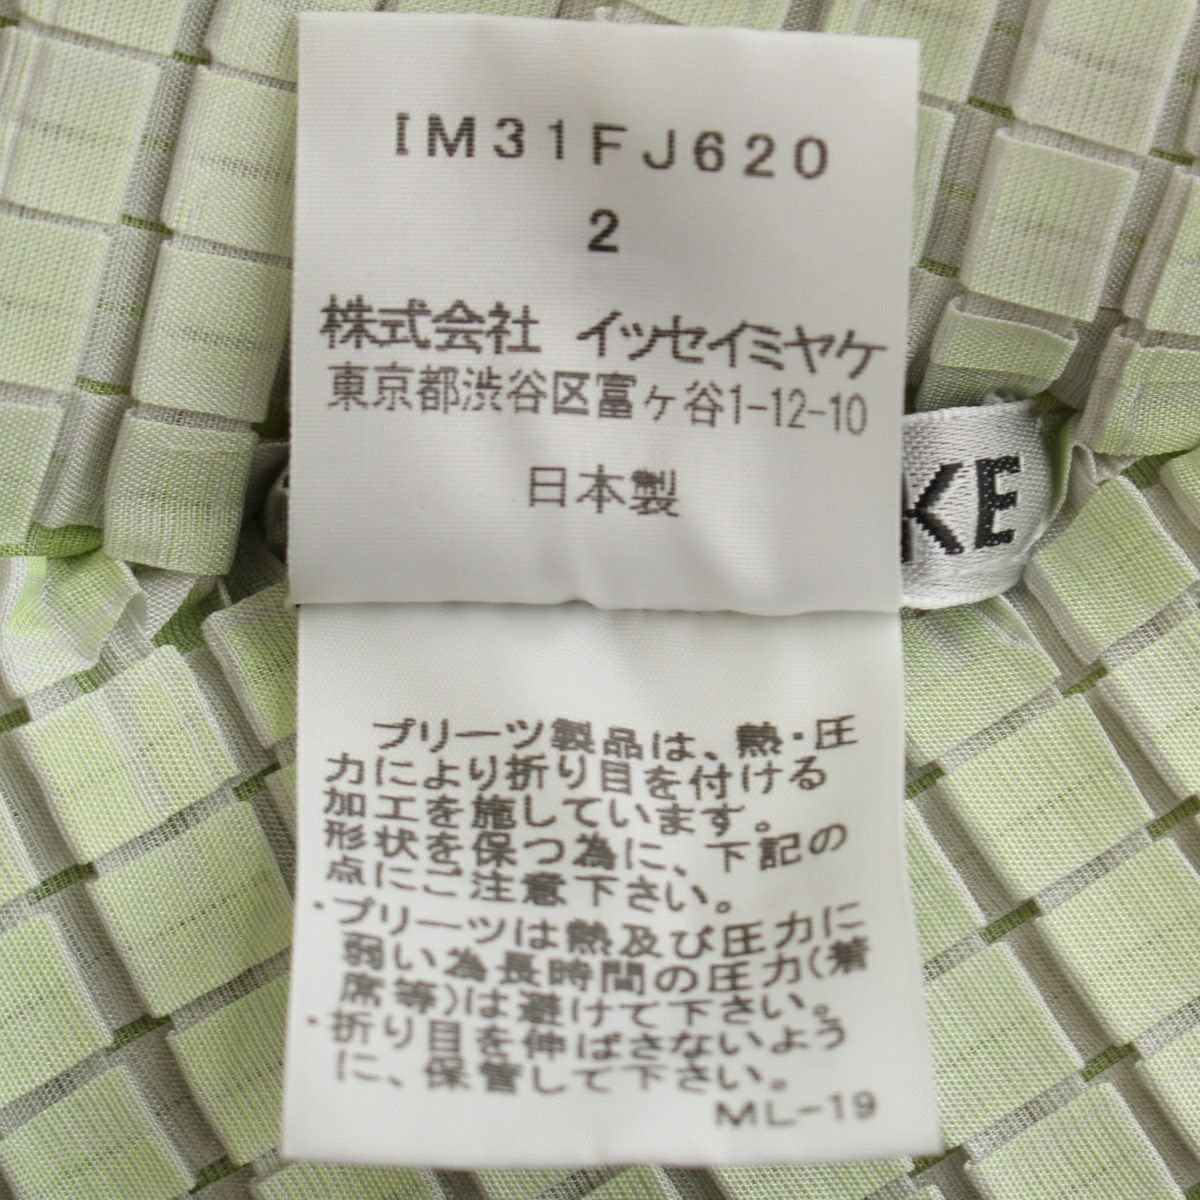 IM31FJ620
2
株式会社 イッセイミヤケ
東京都渋谷区富ヶ谷1-12-10
日本製
KE
プリーツ製品は、熱・圧
力により折り目を付ける
加工を施しています。
形状を保つ為に、下記の
点にご注意下さい。
・プリーツは熱及び圧力に
弱い為長時間の圧力(着
席等)は避けて下さい。
・折り目を伸ばさないよう
に、保管して下さい。
ML-19